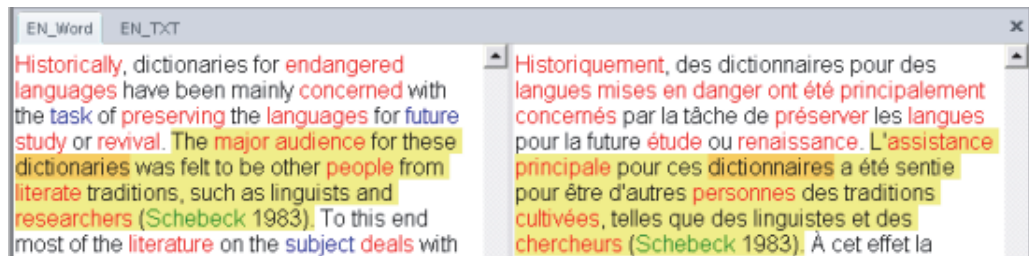 EN_Word EN_TXT
Historically, dictionaries for endangered
languages have been mainly concerned with
the task of preserving the languages for future
study or revival. The major audience for these
dictionaries was felt to be other people from
literate traditions, such as linguists and
researchers (Schebeck 1983). To this end
most of the literature on the subject deals with
Historiquement, des dictionnaires pour des
langues mises en danger ont été principalement
concernés par la tâche de préserver les langues
pour la future étude ou renaissance. L'assistance
principale pour ces dictionnaires a été sentie
pour être d'autres personnes des traditions
cultivées, telles que des linguistes et des
chercheurs (Schebeck 1983). À cet effet la